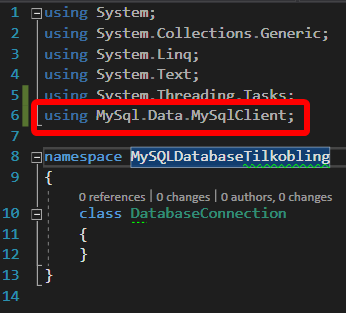 1 using System;
2 using System.Collections.Generic;
3 using System.Linq;
4 using System.Text;
5 using System.Threading.Tasks;
6 using MySql.Data.MySqlClient;
7
8 namespace MySQLDatabaseTilkobling
9 {
0 references | 0 changes | 0 authors, 0 changes
10 class DatabaseConnection
11 {
12 }
13 }
14